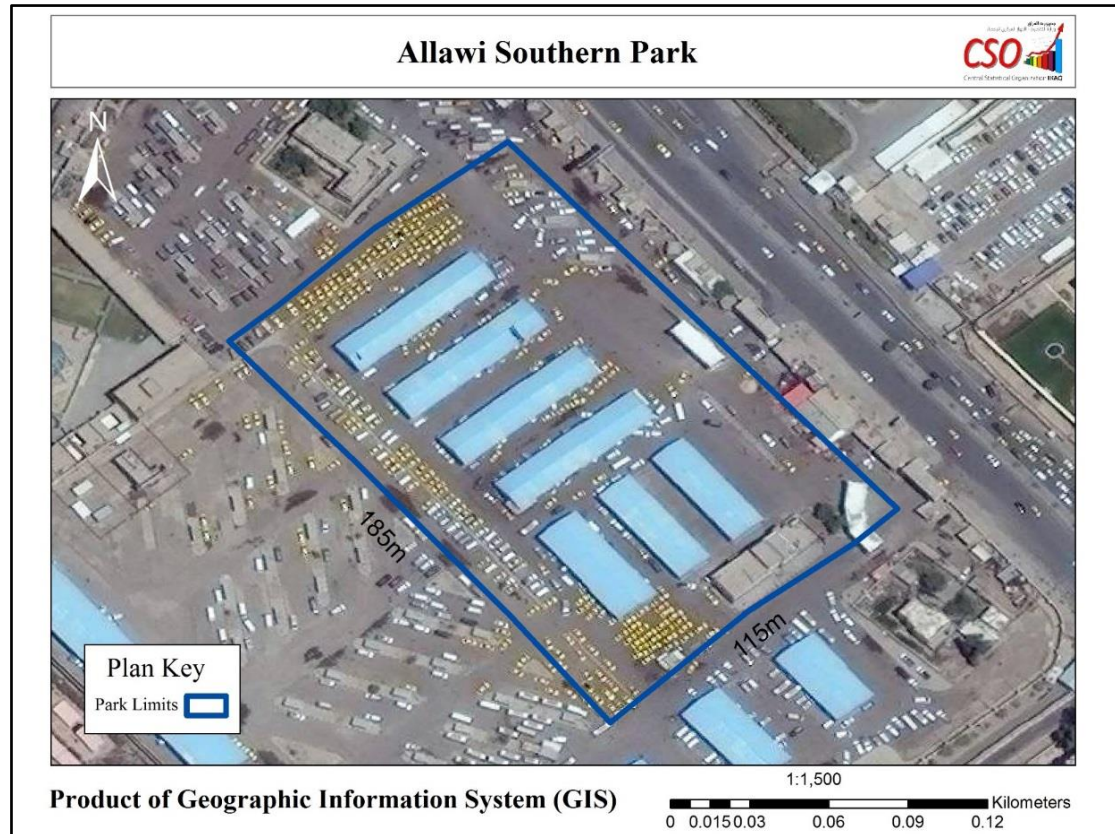 Allawi Southern Park
CSO
Central Statistical Organization IRAQ
N
185m
115m
Plan Key
Park Limits
Product of Geographic Information System (GIS)
1:1,500
Kilometers
0 0.015 0.03 0.06 0.09 0.12